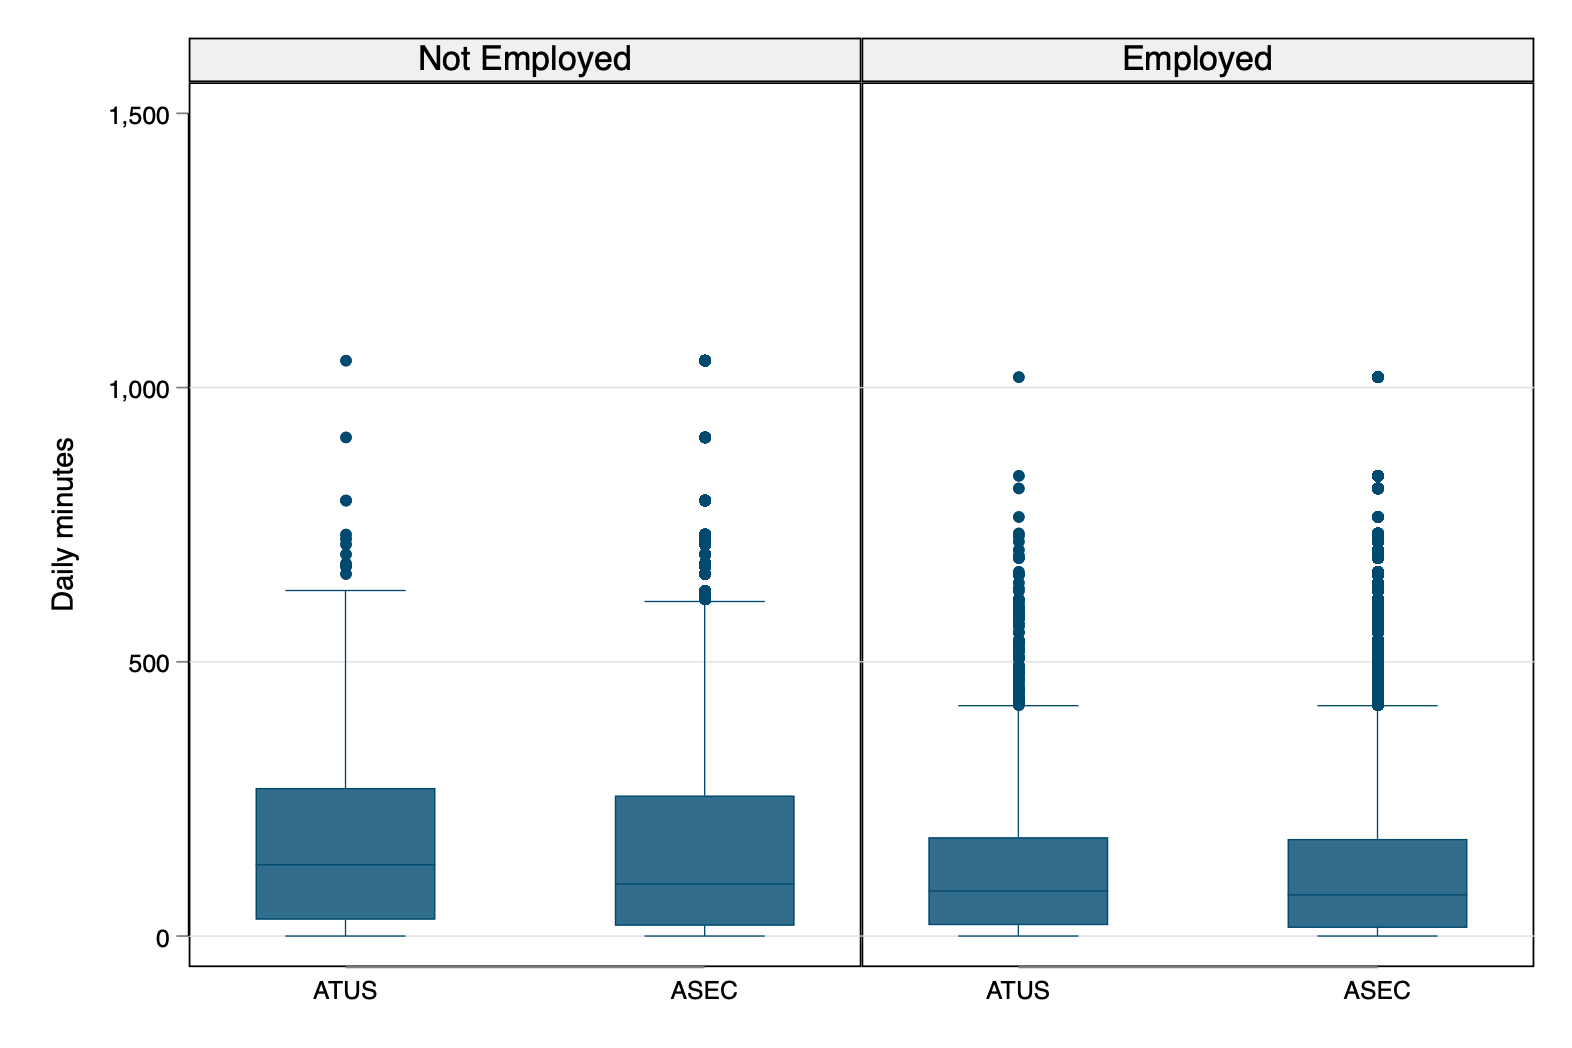 Not Employed
Employed
1,500
1,000
500
0
Daily minutes
ATUS
ASEC
ATUS
ASEC